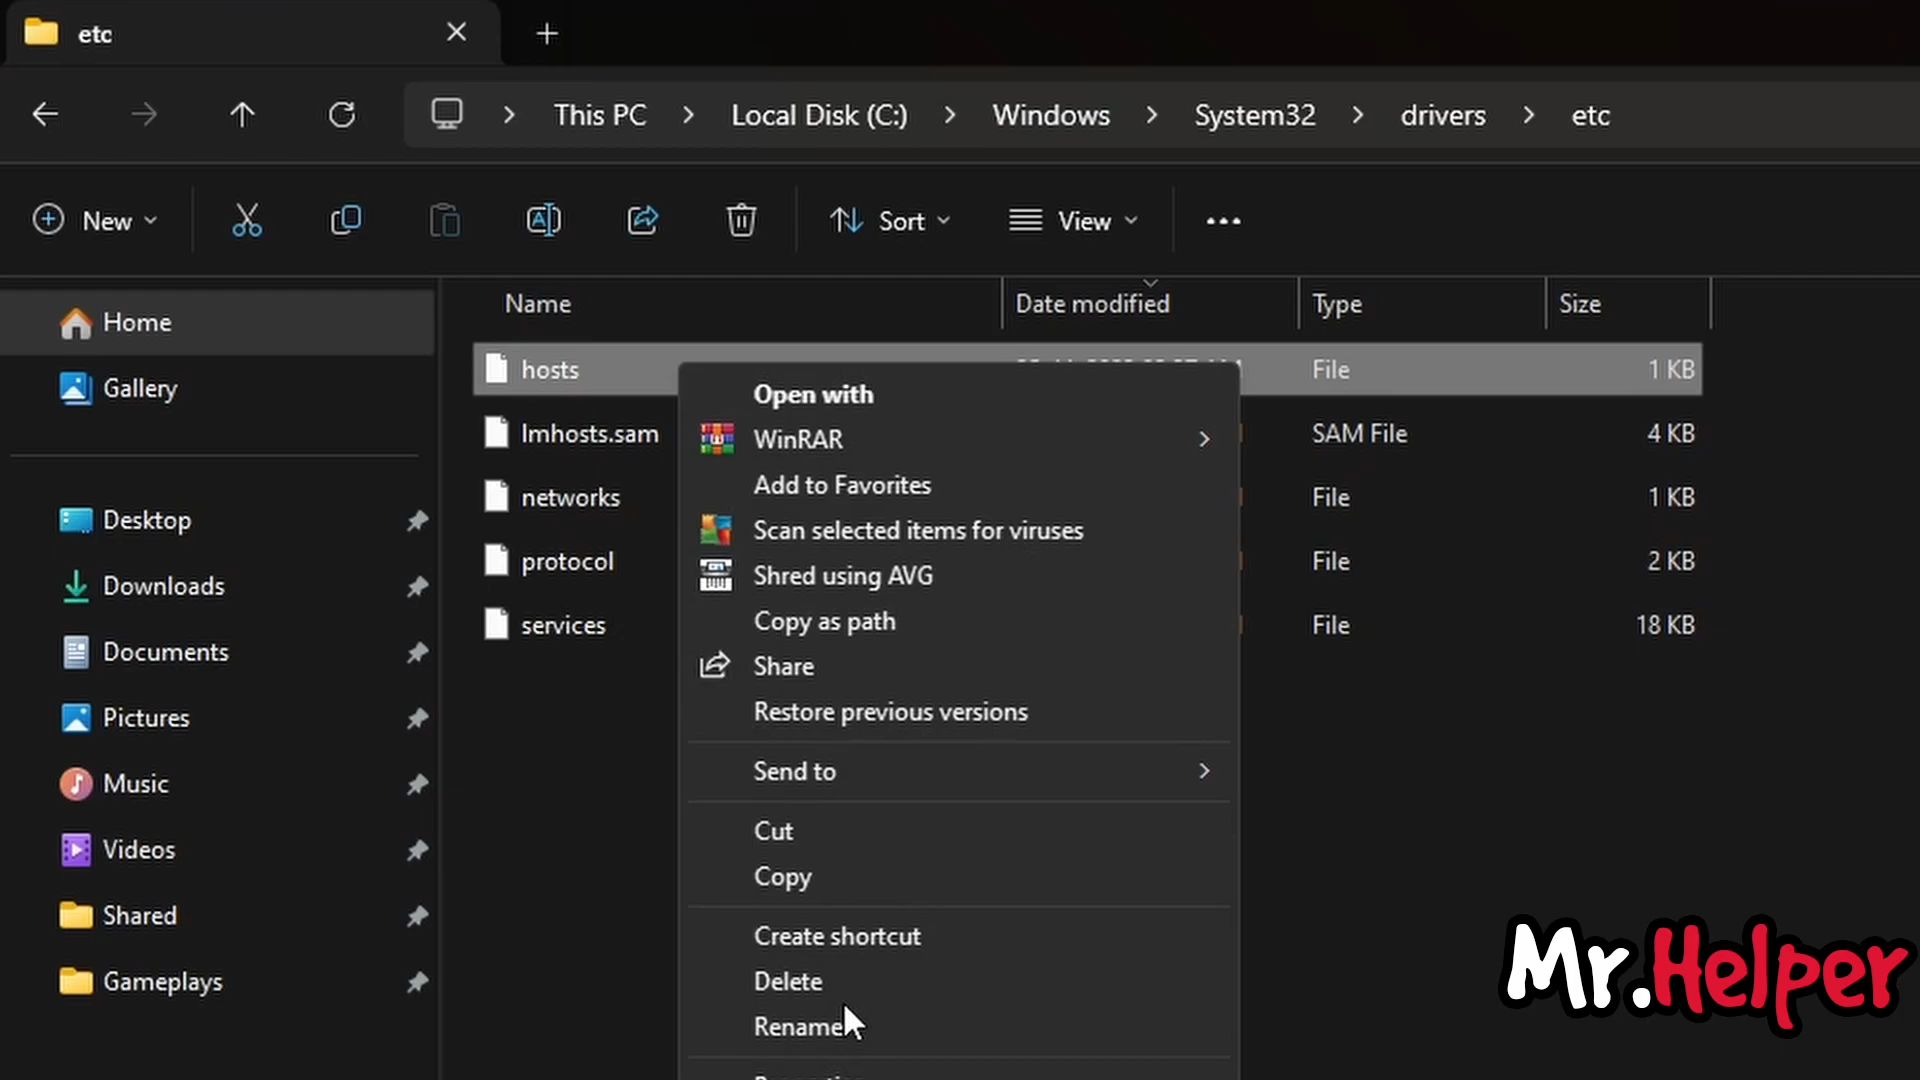 etc
This PC > Local Disk (C:) > Windows > System32 > drivers > etc
New
Sort
View
Name
Date modified
Type
Size
Home
Gallery
Desktop
Downloads
Documents
Pictures
Music
Videos
Shared
Gameplays
hosts File 1 KB
lmhosts.sam SAM File 4 KB
networks File 1 KB
protocol File 2 KB
services File 18 KB
Open with
WinRAR
Add to Favorites
Scan selected items for viruses
Shred using AVG
Copy as path
Share
Restore previous versions
Send to
Cut
Copy
Create shortcut
Delete
Rename
Mr.Helper